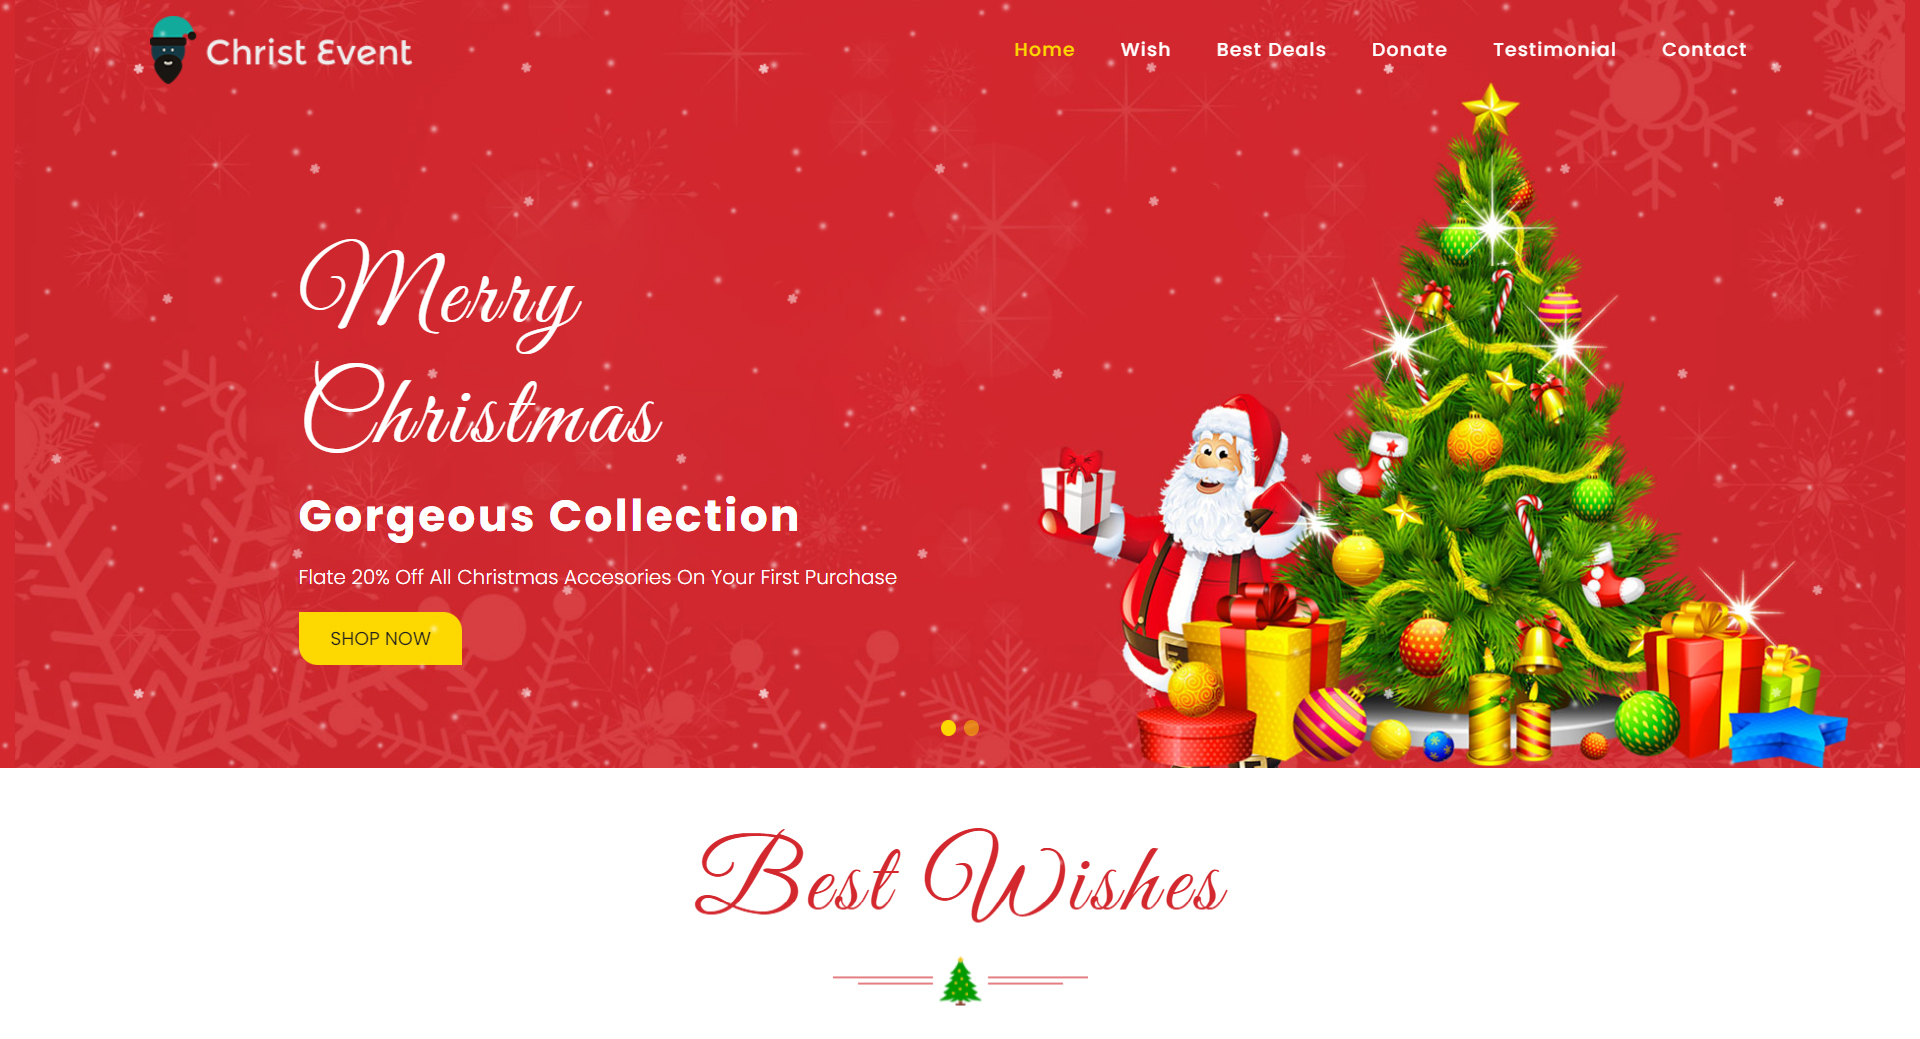 Christ Event
Home Wish Best Deals Donate Testimonial Contact
Merry
Christmas
Gorgeous Collection
Flate 20% Off All Christmas Accesories On Your First Purchase
SHOP NOW
Best Wishes